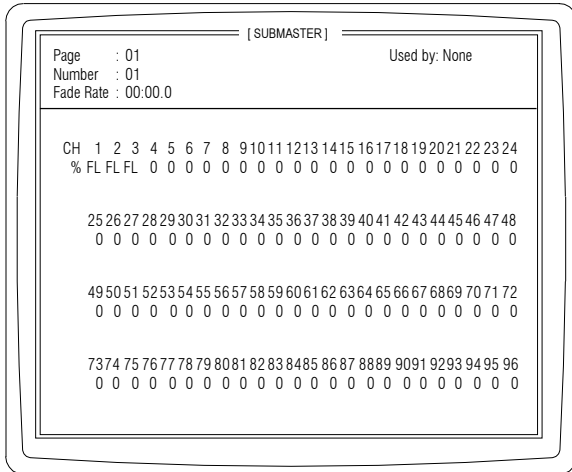 [ SUBMASTER ]
Page : 01 Used by: None
Number : 01
Fade Rate : 00:00.0
CH 1 2 3 4 5 6 7 8 9 10 11 12 13 14 15 16 17 18 19 20 21 22 23 24
% FL FL FL 0 0 0 0 0 0 0 0 0 0 0 0 0 0 0 0 0 0 0 0 0
25 26 27 28 29 30 31 32 33 34 35 36 37 38 39 40 41 42 43 44 45 46 47 48
0 0 0 0 0 0 0 0 0 0 0 0 0 0 0 0 0 0 0 0 0 0 0 0
49 50 51 52 53 54 55 56 57 58 59 60 61 62 63 64 65 66 67 68 69 70 71 72
0 0 0 0 0 0 0 0 0 0 0 0 0 0 0 0 0 0 0 0 0 0 0 0
73 74 75 76 77 78 79 80 81 82 83 84 85 86 87 88 89 90 91 92 93 94 95 96
0 0 0 0 0 0 0 0 0 0 0 0 0 0 0 0 0 0 0 0 0 0 0 0